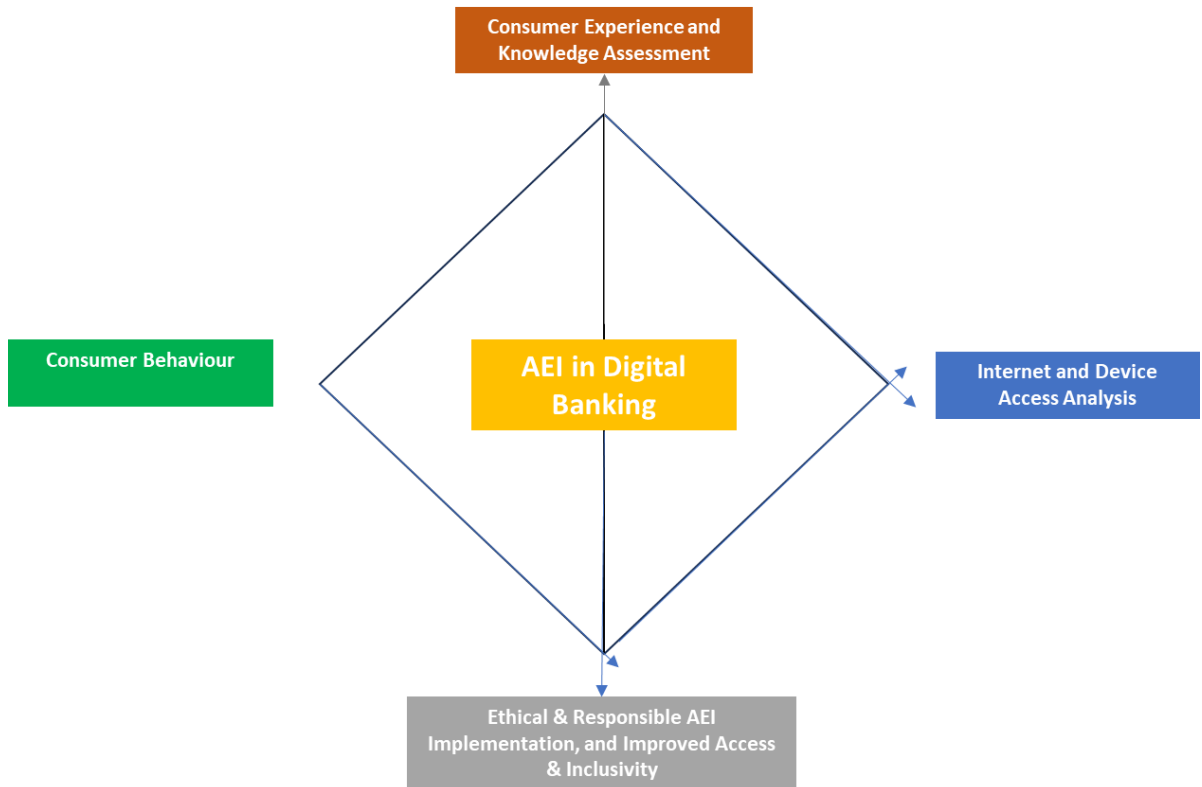 Consumer Experience and
Knowledge Assessment
Consumer Behaviour
AEI in Digital
Banking
Internet and Device
Access Analysis
Ethical & Responsible AEI
Implementation, and Improved Access
& Inclusivity